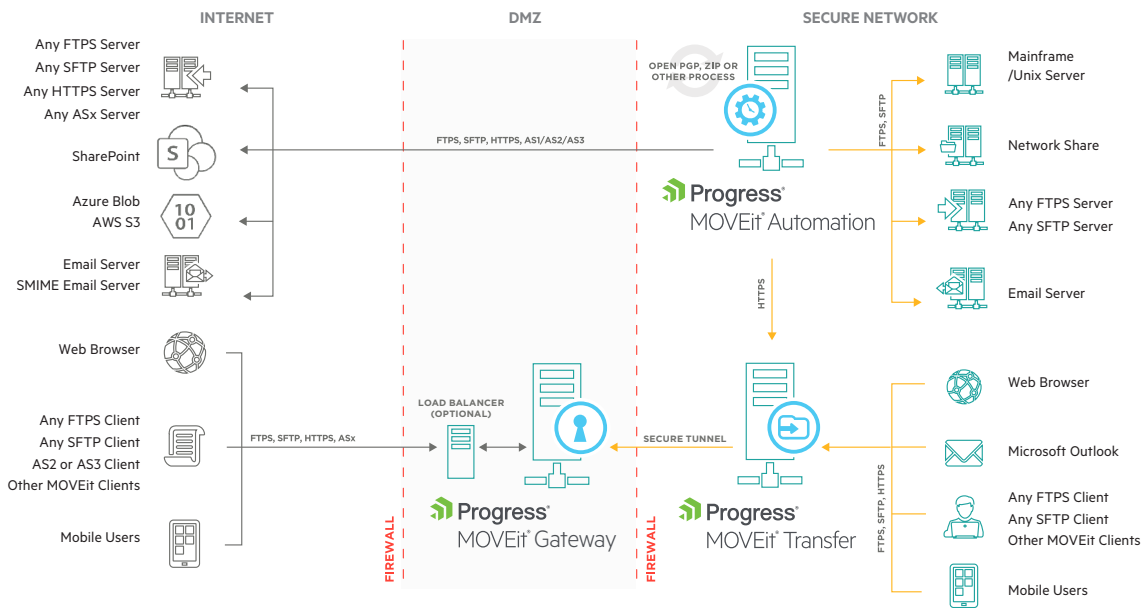 INTERNET
DMZ
SECURE NETWORK
Any FTPS Server
Any SFTP Server
Any HTTPS Server
Any ASx Server
SharePoint
S
Azure Blob
AWS S3
10
01
Email Server
SMIME Email Server
FTPS, SFTP, HTTPS, AS1/AS2/AS3
OPEN PGP, ZIP OR
OTHER PROCESS
Progress®
MOVEit® Automation
FTPS, SFTP
Mainframe
/Unix Server
Network Share
Any FTPS Server
Any SFTP Server
Email Server
HTTPS
Web Browser
Any FTPS Client
Any SFTP Client
AS2 or AS3 Client
Other MOVEit Clients
Mobile Users
FTPS, SFTP, HTTPS, ASx
LOAD BALANCER
(OPTIONAL)
Progress®
MOVEit® Gateway
FIREWALL
SECURE TUNNEL
FIREWALL
Progress®
MOVEit® Transfer
FTPS, SFTP, HTTPS
Web Browser
Microsoft Outlook
Any FTPS Client
Any SFTP Client
Other MOVEit Clients
Mobile Users